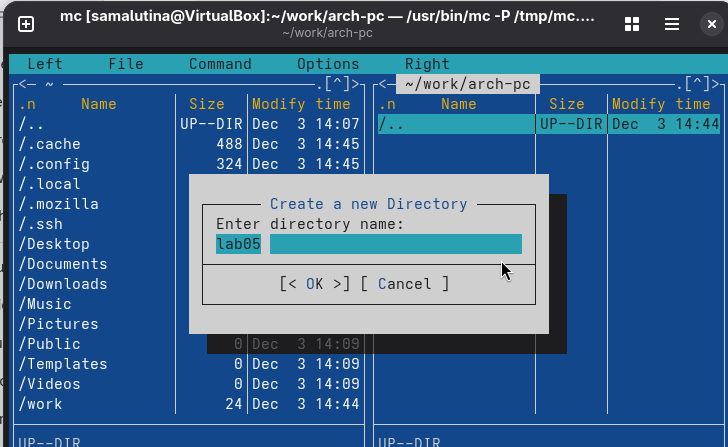 mc [samalutina@VirtualBox]:~/work/arch-pc — /usr/bin/mc -P /tmp/mc....
~/work/arch-pc
Left File Command Options Right
<— ~ .[^]> <— ~/work/arch-pc .[^]>
.n Name Size Modify time .n Name Size Modify time
/.. UP--DIR Dec 3 14:07 /.. UP--DIR Dec 3 14:44
/.cache 488 Dec 3 14:45
/.config 324 Dec 3 14:45
/.local
/.mozilla Create a new Directory
/.ssh Enter directory name:
/Desktop lab05
/Documents
/Downloads [< OK >] [ Cancel ]
/Music
/Pictures
/Public 0 Dec 3 14:09
/Templates 0 Dec 3 14:09
/Videos 0 Dec 3 14:09
/work 24 Dec 3 14:44
UP--DIR UP--DIR